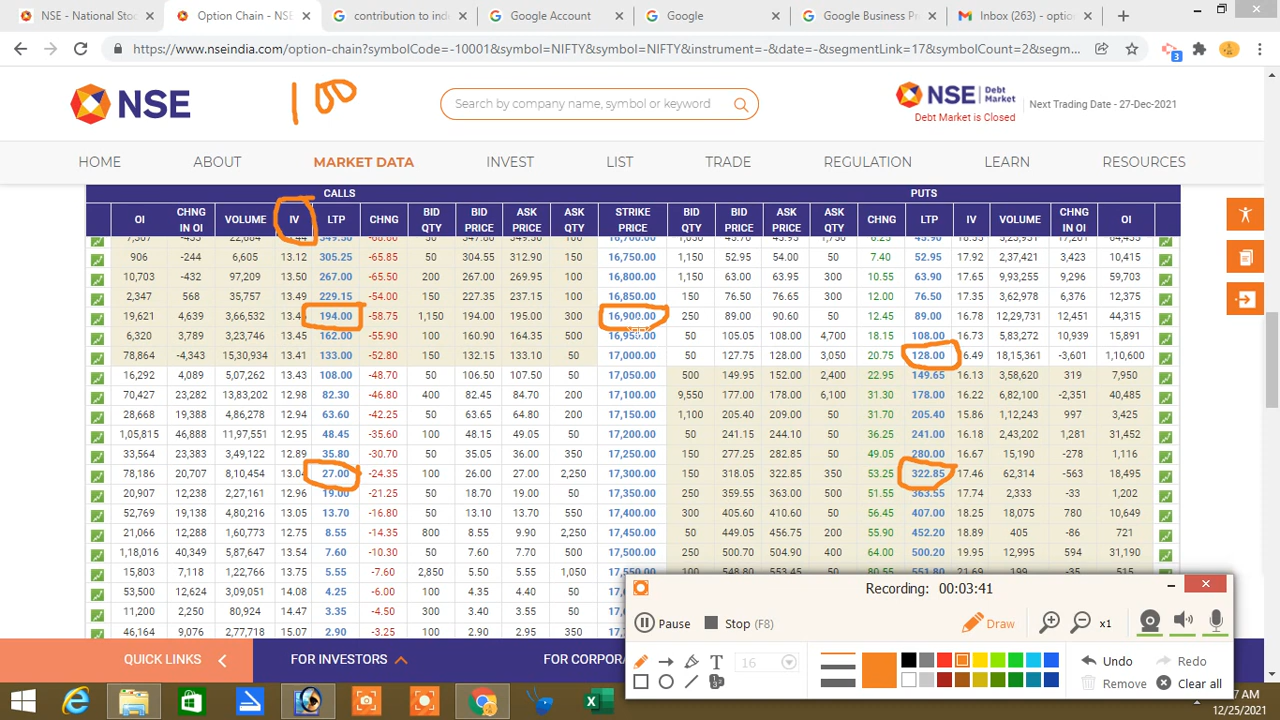 NSE - National Stoc
Option Chain - NSE
contribution to ind
Google Account
Google
Google Business Pr
Inbox (263) - optio
https://www.nseindia.com/option-chain?symbolCode=-10001&symbol=NIFTY&symbol=NIFTY&instrument=-&date=-&segmentLink=17&symbolCount=2&segm...
3
NSE
100
Search by company name, symbol or keyword
NSE Debt Market
Debt Market is Closed
Next Trading Date - 27-Dec-2021
HOME ABOUT MARKET DATA INVEST LIST TRADE REGULATION LEARN RESOURCES
CALLS PUTS
OI CHNG IN OI VOLUME IV LTP CHNG BID QTY BID PRICE ASK PRICE ASK QTY STRIKE PRICE BID QTY BID PRICE ASK PRICE ASK QTY CHNG LTP IV VOLUME CHNG IN OI OI
906 -244 6,605 13.12 305.25 -65.85 50 304.55 312.90 150 16,750.00 1,150 52.95 54.00 50 7.40 52.95 17.92 2,37,421 3,423 10,415
10,703 -432 97,209 13.50 267.00 -65.50 200 267.00 269.95 100 16,800.00 1,150 63.00 63.95 300 10.55 63.90 17.65 9,93,255 9,296 59,703
2,347 568 35,757 13.49 229.15 -54.00 150 227.35 237.15 100 16,850.00 150 76.50 76.65 300 12.00 76.50 17.35 3,62,978 6,376 12,375
19,621 4,639 3,66,532 194.00 -58.75 1,150 194.00 195.00 300 16,900.00 250 89.00 90.60 50 12.45 89.00 16.78 12,29,731 12,451 44,315
6,320 3,789 3,23,746 13.45 162.00 -55.90 100 160.90 164.35 500 16,950.00 50 105.05 108.00 4,700 18.15 108.00 16.73 5,83,272 10,939 15,891
78,864 -4,343 15,30,934 13.41 133.00 -52.80 150 132.15 133.10 50 17,000.00 50 127.75 128.00 3,050 20.75 128.00 18,15,361 -3,601 1,10,600
16,292 4,089 5,07,262 13.43 108.00 -48.70 50 106.50 107.50 50 17,050.00 500 149.95 152.00 2,400 22.95 149.65 16.13 3,58,620 319 7,950
70,427 23,282 13,83,202 12.98 82.30 -46.80 400 82.45 84.70 200 17,100.00 9,550 177.00 178.00 6,100 31.30 178.00 16.22 6,82,100 -2,351 40,485
28,668 19,538 4,86,278 12.94 63.60 -42.25 50 63.65 64.80 200 17,150.00 1,100 205.40 209.00 50 31.70 205.40 15.86 1,12,243 997 3,425
1,05,815 46,888 11,97,551 12.95 48.45 -35.60 100 48.15 49.05 50 17,200.00 50 241.15 244.10 50 36.25 241.00 16.18 2,43,202 1,281 31,452
33,564 23,383 3,49,122 12.89 35.80 -30.70 50 35.05 36.00 50 17,250.00 150 277.25 282.85 150 49.05 280.00 16.67 15,190 -278 1,116
78,186 20,707 8,10,454 27.00 -24.35 100 26.00 27.00 2,250 17,300.00 150 318.05 322.85 350 53.25 322.85 17.46 62,314 -563 18,495
20,907 12,238 2,27,161 12.96 19.00 -21.25 50 18.70 19.00 50 17,350.00 250 359.55 363.55 50 51.55 363.55 17.74 2,333 -33 1,202
52,769 19,138 4,80,216 13.05 13.70 -16.80 50 13.10 13.70 550 17,400.00 300 405.60 410.60 50 56.45 407.00 18.25 18,075 780 10,649
21,066 12,288 1,60,773 12.75 8.55 -14.35 800 8.55 9.90 2,200 17,450.00 50 449.05 456.75 200 55.90 452.20 18.89 405 -86 721
1,18,016 40,349 5,87,647 13.54 7.60 -10.30 50 7.60 7.70 500 17,500.00 250 500.70 504.90 400 64.00 500.20 19.95 12,995 594 31,190
15,803 7,118 1,22,766 13.75 5.55 -7.60 2,850 5.50 5.55 1,050
53,500 12,624 3,09,051 14.08 4.25 -6.00 50 4.35 4.40 50
11,200 2,250 80,924 14.47 3.35 -4.50 300 3.40 3.55 50
46,164 9,076 2,77,718 15.07 2.90 -3.25 100 2.90 2.95 350
Recording: 00:03:41
Pause Stop (F8) Draw x1
T 16 Undo Redo
Remove Clear all
QUICK LINKS FOR INVESTORS FOR CORPOR
12/25/2021